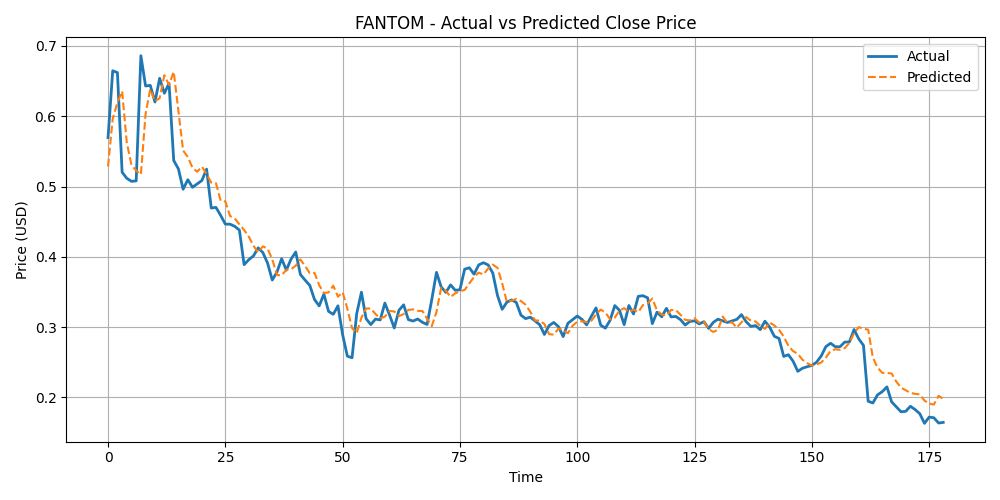 FANTOM - Actual vs Predicted Close Price
Actual
Predicted
Price (USD)
0.7
0.6
0.5
0.4
0.3
0.2
0 25 50 75 100 125 150 175
Time